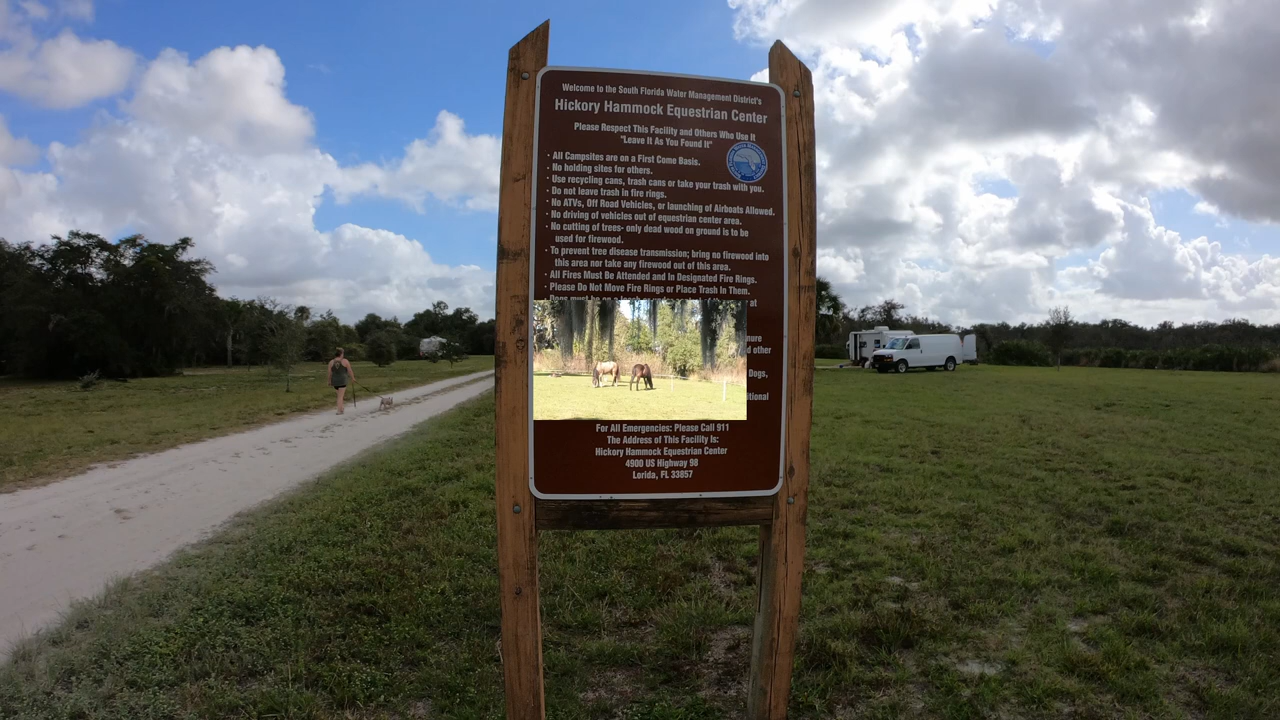 Welcome to the South Florida Water Management District's
Hickory Hammock Equestrian Center
Please Respect This Facility and Others Who Use It
"Leave It As You Found It"
· All Campsites are on a First Come Basis.
· No holding sites for others.
· Use recycling cans, trash cans or take your trash with you.
· Do not leave trash in fire rings.
· No ATVs, Off Road Vehicles, or launching of Airboats Allowed.
· No driving of vehicles out of equestrian center area.
· No cutting of trees- only dead wood on ground is to be
used for firewood.
· To prevent tree disease transmission; bring no firewood into
this area nor take any firewood out of this area.
· All Fires Must Be Attended and In Designated Fire Rings.
· Please Do Not Move Fire Rings or Place Trash In Them.
· Dogs must be on a leash at
other
Dogs,
For All Emergencies: Please Call 911
The Address of This Facility Is:
Hickory Hammock Equestrian Center
4900 US Highway 98
Lorida, FL 33857